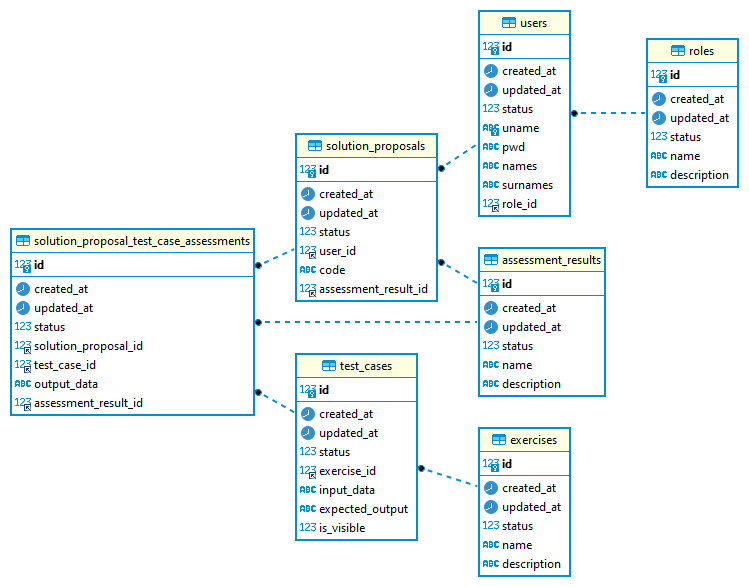 users
123 id
created_at
updated_at
123 status
ABC uname
ABC pwd
ABC names
ABC surnames
123 role_id
roles
123 id
created_at
updated_at
123 status
ABC name
ABC description
solution_proposals
123 id
created_at
updated_at
123 status
123 user_id
ABC code
123 assessment_result_id
solution_proposal_test_case_assessments
123 id
created_at
updated_at
123 status
123 solution_proposal_id
123 test_case_id
ABC output_data
123 assessment_result_id
assessment_results
123 id
created_at
updated_at
123 status
ABC name
ABC description
test_cases
123 id
created_at
updated_at
123 status
123 exercise_id
ABC input_data
ABC expected_output
123 is_visible
exercises
123 id
created_at
updated_at
123 status
ABC name
ABC description